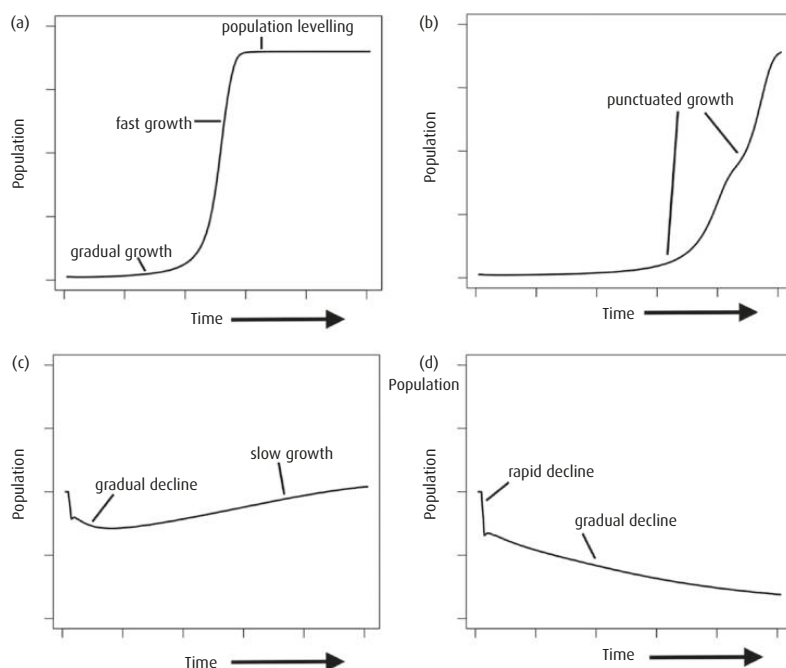 (a)
population levelling
fast growth
gradual growth
Population
Time
(b)
punctuated growth
Population
Time
(c)
slow growth
gradual decline
Population
Time
(d)
Population
rapid decline
gradual decline
Population
Time